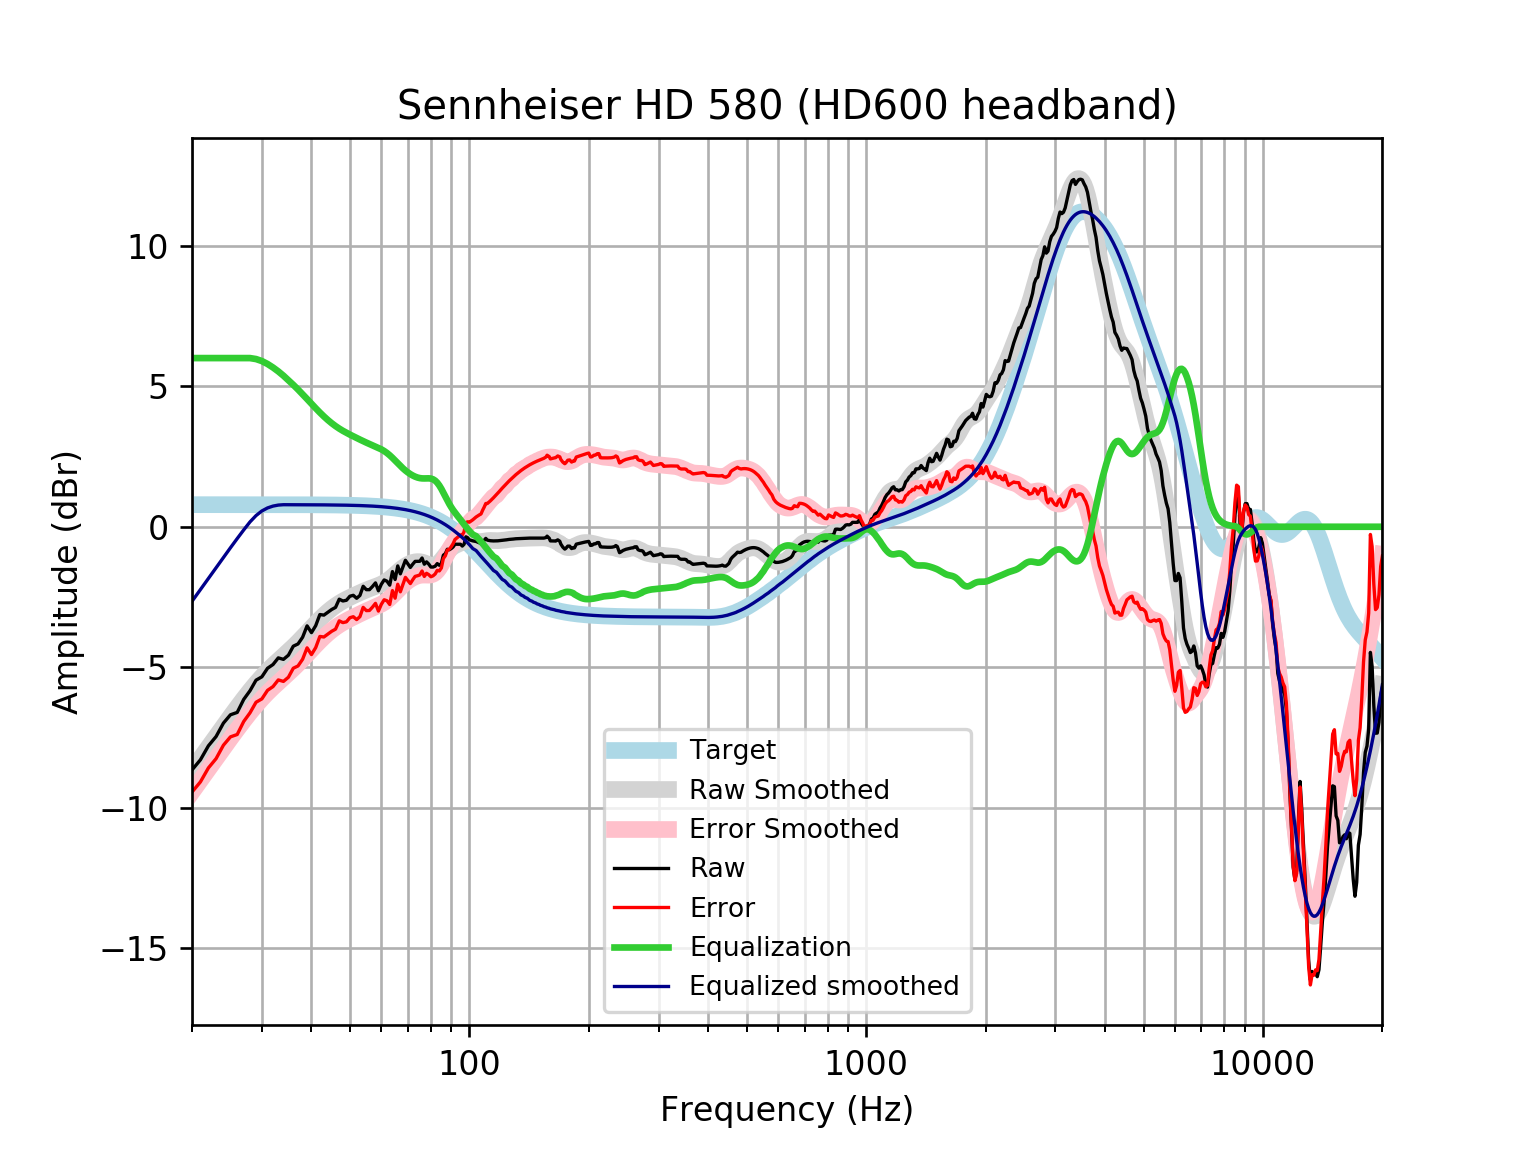 Sennheiser HD 580 (HD600 headband)
10
5
0
−5
−10
−15
Amplitude (dBr)
Target
Raw Smoothed
Error Smoothed
Raw
Error
Equalization
Equalized smoothed
100
1000
10000
Frequency (Hz)